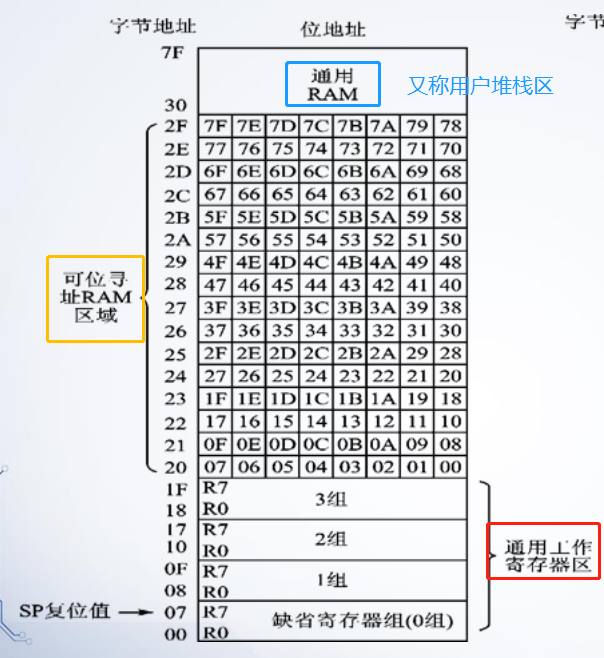 字节地址 位地址 字节
7F
通用
RAM 又称用户堆栈区
30
2F 7F 7E 7D 7C 7B 7A 79 78
2E 77 76 75 74 73 72 71 70
2D 6F 6E 6D 6C 6B 6A 69 68
2C 67 66 65 64 63 62 61 60
2B 5F 5E 5D 5C 5B 5A 59 58
2A 57 56 55 54 53 52 51 50
29 4F 4E 4D 4C 4B 4A 49 48
28 47 46 45 44 43 42 41 40
27 3F 3E 3D 3C 3B 3A 39 38
26 37 36 35 34 33 32 31 30
25 2F 2E 2D 2C 2B 2A 29 28
24 27 26 25 24 23 22 21 20
23 1F 1E 1D 1C 1B 1A 19 18
22 17 16 15 14 13 12 11 10
21 0F 0E 0D 0C 0B 0A 09 08
20 07 06 05 04 03 02 01 00
可位寻
址RAM
区域
1F R7
3组
18 R0
17 R7
2组
10 R0
0F R7
1组
08 R0
SP复位值 07 R7
缺省寄存器组(0组)
00 R0
通用工作
寄存器区